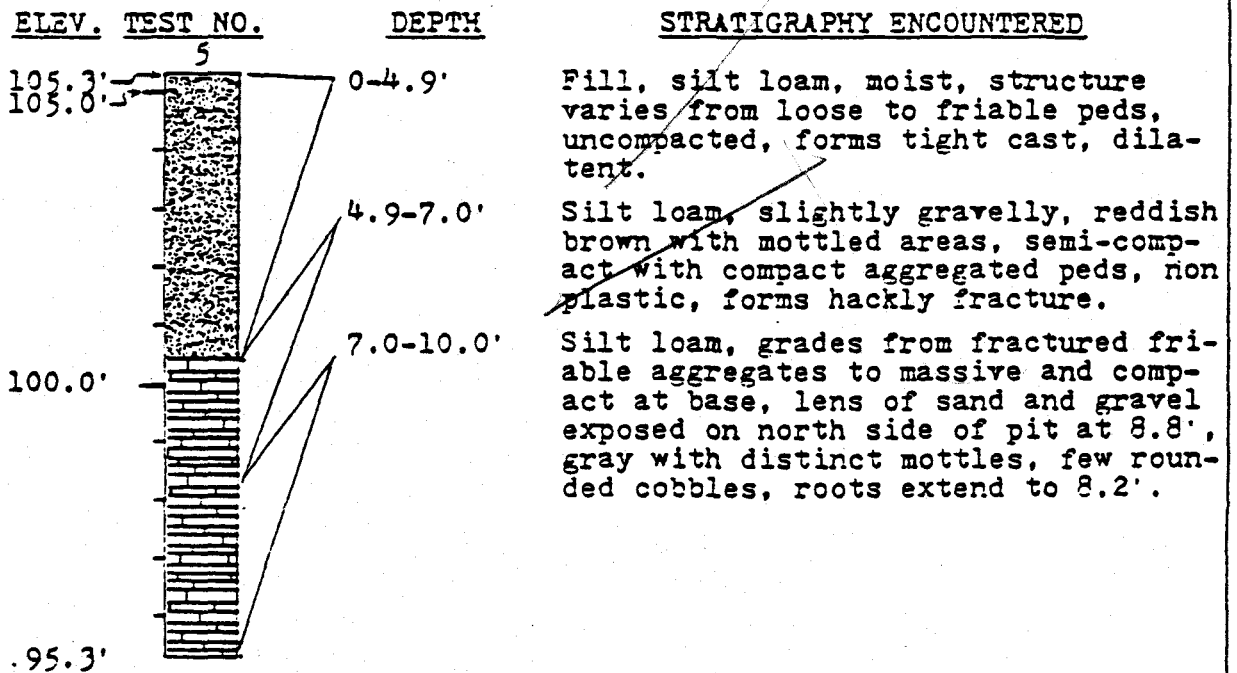 ELEV. TEST NO. DEPTH STRATIGRAPHY ENCOUNTERED
5
105.3' 0-4.9' Fill, silt loam, moist, structure
105.0' varies from loose to friable peds,
uncompacted, forms tight cast, dila-
tent.
4.9-7.0' Silt loam, slightly gravelly, reddish
brown with mottled areas, semi-comp-
act with compact aggregated peds, non
plastic, forms hackly fracture.
7.0-10.0' Silt loam, grades from fractured fri-
100.0' able aggregates to massive and comp-
act at base, lens of sand and gravel
exposed on north side of pit at 8.8',
gray with distinct mottles, few roun-
ded cobbles, roots extend to 8.2'.
.95.3'